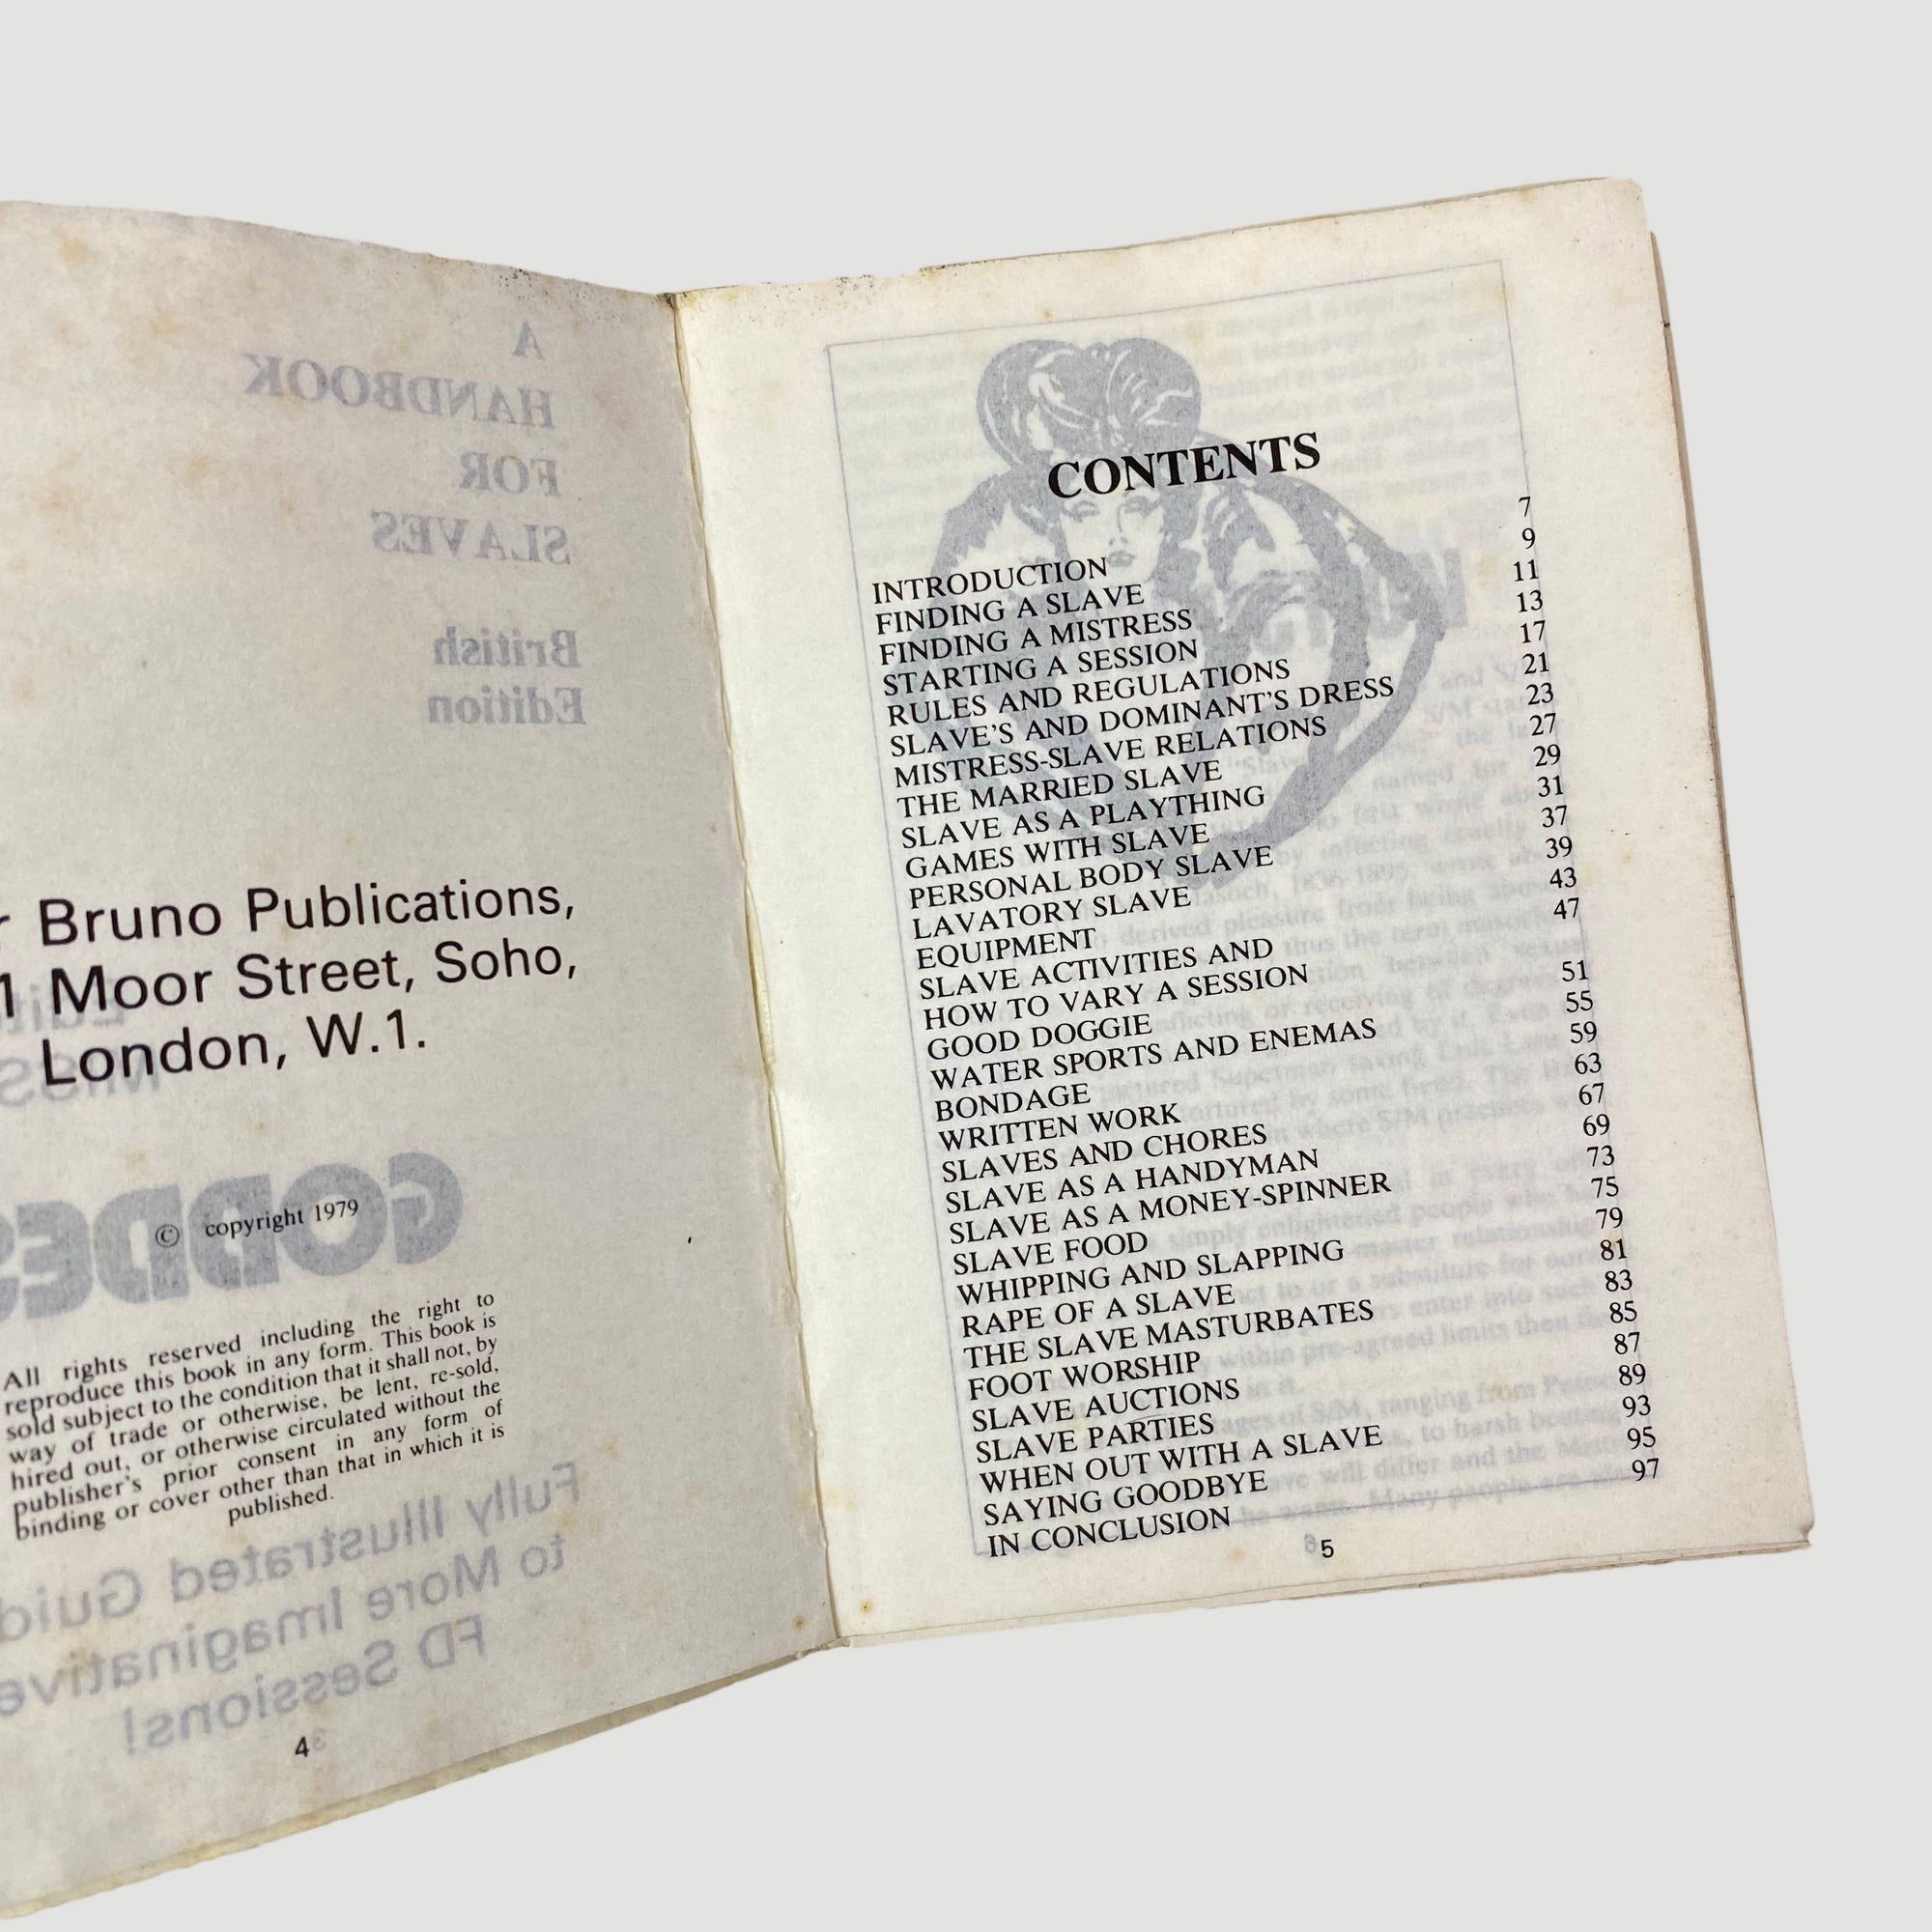 A
HANDBOOK
FOR
SLAVES
British
Edition
Bruno Publications,
1 Moor Street, Soho,
London, W.1.
© copyright 1979
All rights reserved including the right to
reproduce this book in any form. This book is
sold subject to the condition that it shall not, by
way of trade or otherwise, be lent, re-sold,
hired out, or otherwise circulated without the
publisher's prior consent in any form of
binding or cover other than that in which it is
published.
Fully Illustrated
to More Imaginative
FD Sessions!
4
CONTENTS
INTRODUCTION 7
FINDING A SLAVE 9
FINDING A MISTRESS 11
STARTING A SESSION 13
RULES AND REGULATIONS 17
SLAVE'S AND DOMINANT'S DRESS 21
MISTRESS-SLAVE RELATIONS 23
THE MARRIED SLAVE 27
SLAVE AS A PLAYTHING 29
GAMES WITH SLAVE 31
PERSONAL BODY SLAVE 37
LAVATORY SLAVE 39
EQUIPMENT 43
SLAVE ACTIVITIES AND
HOW TO VARY A SESSION 47
GOOD DOGGIE 51
WATER SPORTS AND ENEMAS 55
BONDAGE 59
WRITTEN WORK 63
SLAVES AND CHORES 67
SLAVE AS A HANDYMAN 69
SLAVE AS A MONEY-SPINNER 73
SLAVE FOOD 75
WHIPPING AND SLAPPING 79
RAPE OF A SLAVE 81
THE SLAVE MASTURBATES 83
FOOT WORSHIP 85
SLAVE AUCTIONS 87
SLAVE PARTIES 89
WHEN OUT WITH A SLAVE 93
SAYING GOODBYE 95
IN CONCLUSION 97
5